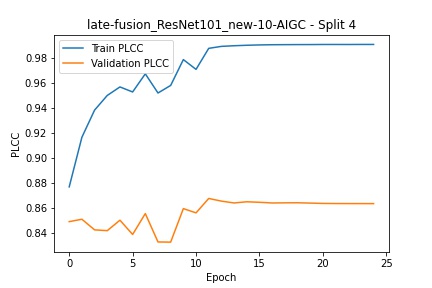 late-fusion_ResNet101_new-10-AIGC - Split 4
Train PLCC
Validation PLCC
PLCC
0.98
0.96
0.94
0.92
0.90
0.88
0.86
0.84
0 5 10 15 20 25
Epoch